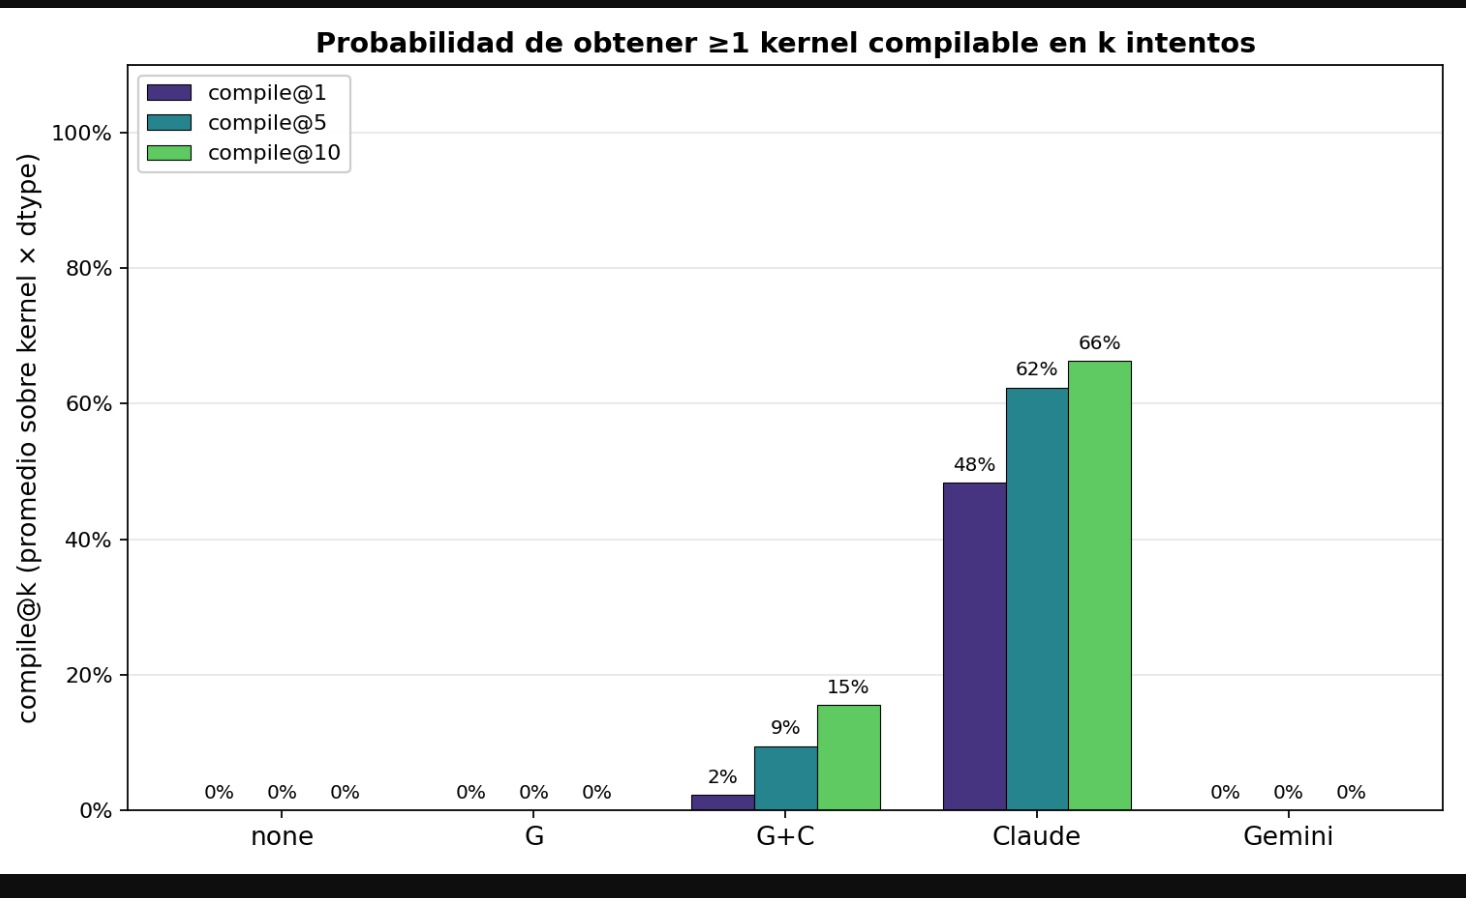 Probabilidad de obtener ≥1 kernel compilable en k intentos
compile@1
compile@5
compile@10
compile@k (promedio sobre kernel × dtype)
100%
80%
60%
40%
20%
0%
0% 0% 0%
0% 0% 0%
2% 9% 15%
48% 62% 66%
0% 0% 0%
none G G+C Claude Gemini